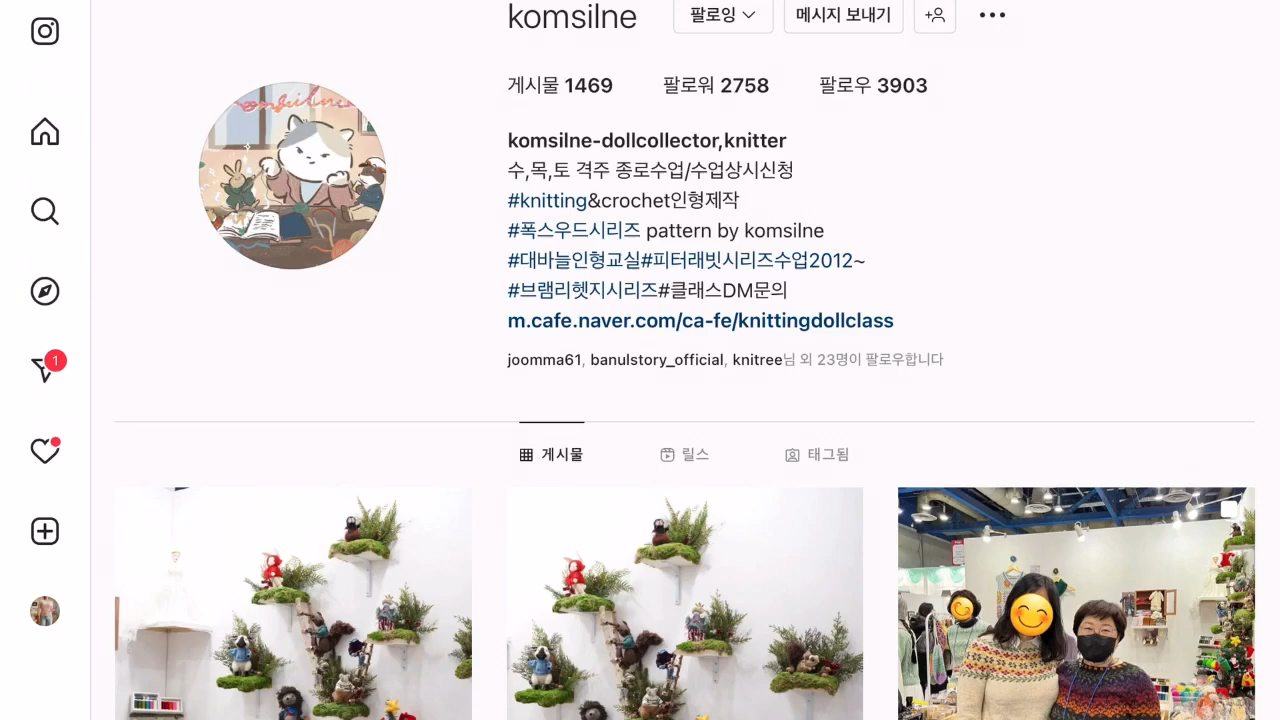 komsilne 팔로잉 메시지 보내기
게시물 1469 팔로워 2758 팔로우 3903
komsilne
komsilne-dollcollector,knitter
수,목,토 격주 종로수업/수업상시신청
#knitting&crochet인형제작
#폭스우드시리즈 pattern by komsilne
#대바늘인형교실#피터래빗시리즈수업2012~
#브램리헷지시리즈#클래스DM문의
m.cafe.naver.com/ca-fe/knittingdollclass
joomma61, banulstory_official, knitree님 외 23명이 팔로우합니다
1
게시물 릴스 태그됨